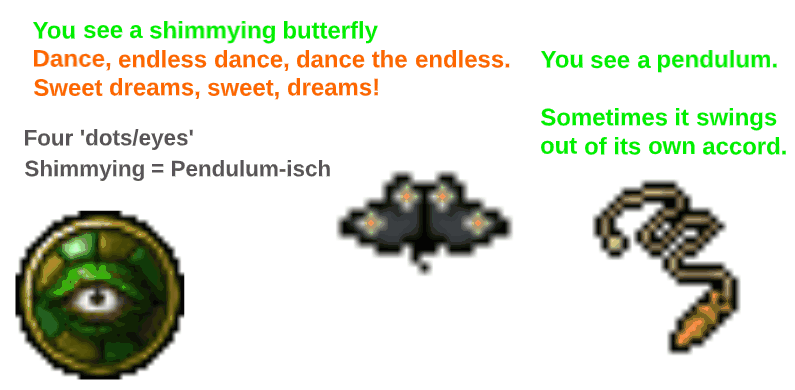 You see a shimmying butterfly
Dance, endless dance, dance the endless.
Sweet dreams, sweet, dreams!
Four 'dots/eyes'
Shimmying = Pendulum-isch
You see a pendulum.
Sometimes it swings
out of its own accord.